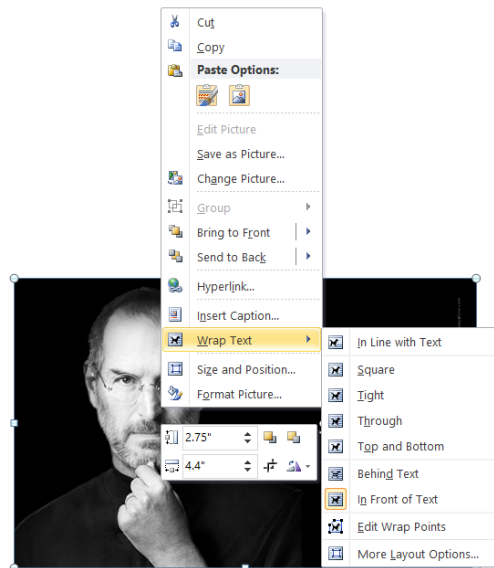 Cut
Copy
Paste Options:
Edit Picture
Save as Picture...
Change Picture...
Group
Bring to Front
Send to Back
Hyperlink...
Insert Caption...
Wrap Text
Size and Position...
Format Picture...
2.75"
4.4"
In Line with Text
Square
Tight
Through
Top and Bottom
Behind Text
In Front of Text
Edit Wrap Points
More Layout Options...